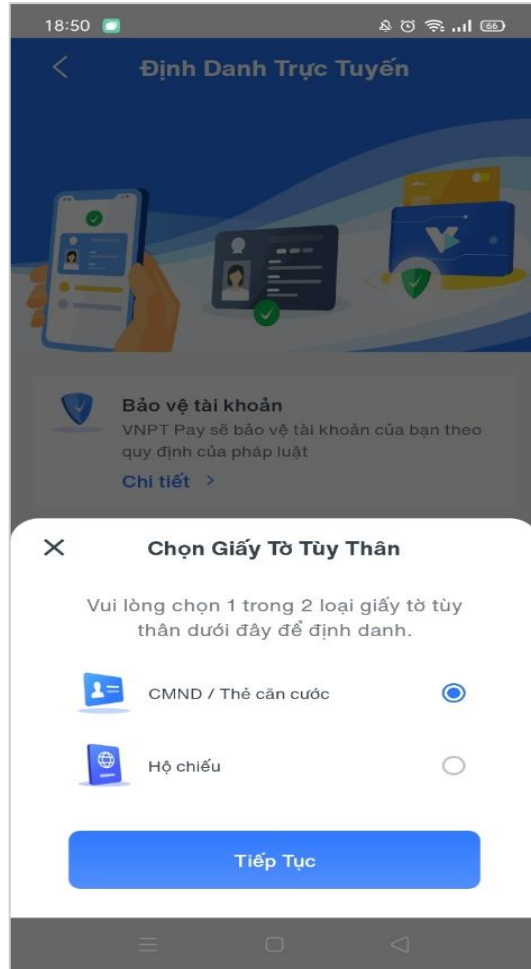 18:50
66
Định Danh Trực Tuyến
Bảo vệ tài khoản
VNPT Pay sẽ bảo vệ tài khoản của bạn theo
quy định của pháp luật
Chi tiết >
Chọn Giấy Tờ Tùy Thân
Vui lòng chọn 1 trong 2 loại giấy tờ tùy
thân dưới đây để định danh.
CMND / Thẻ căn cước
Hộ chiếu
Tiếp Tục